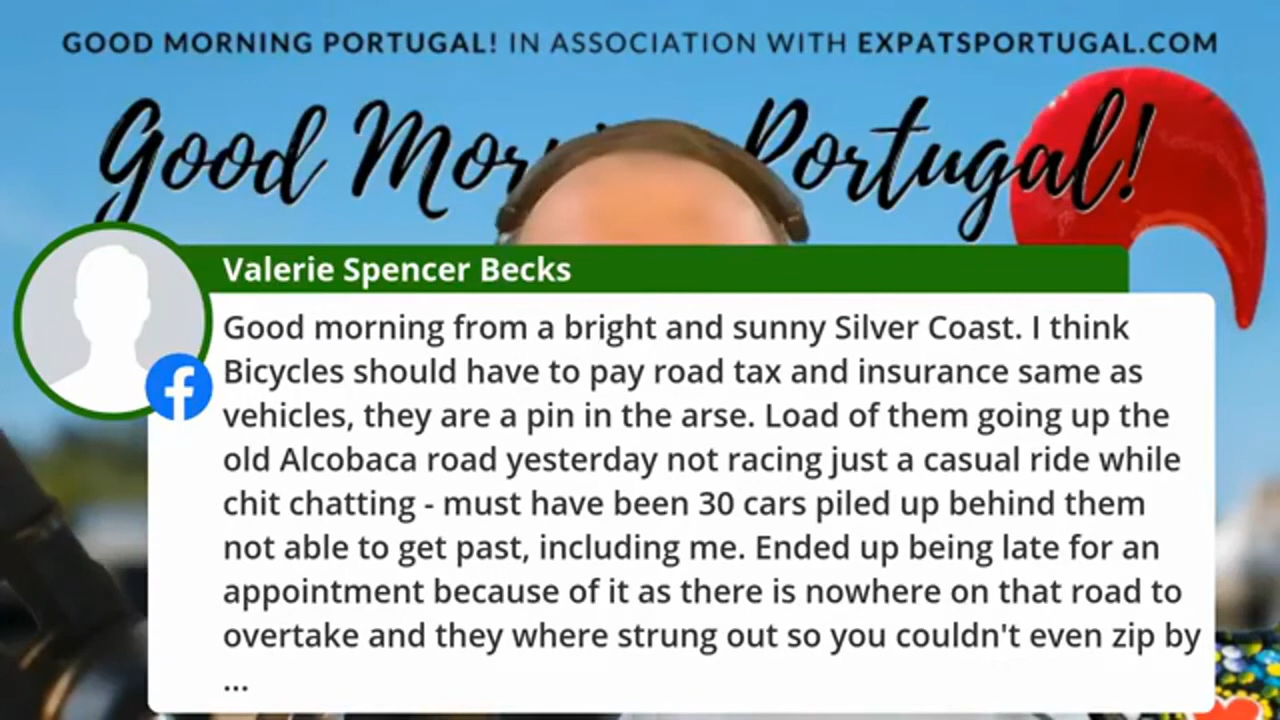 GOOD MORNING PORTUGAL! IN ASSOCIATION WITH EXPATSPORTUGAL.COM
Good Mor Portugal!
Valerie Spencer Becks
Good morning from a bright and sunny Silver Coast. I think
Bicycles should have to pay road tax and insurance same as
vehicles, they are a pin in the arse. Load of them going up the
old Alcobaca road yesterday not racing just a casual ride while
chit chatting - must have been 30 cars piled up behind them
not able to get past, including me. Ended up being late for an
appointment because of it as there is nowhere on that road to
overtake and they where strung out so you couldn't even zip by
...